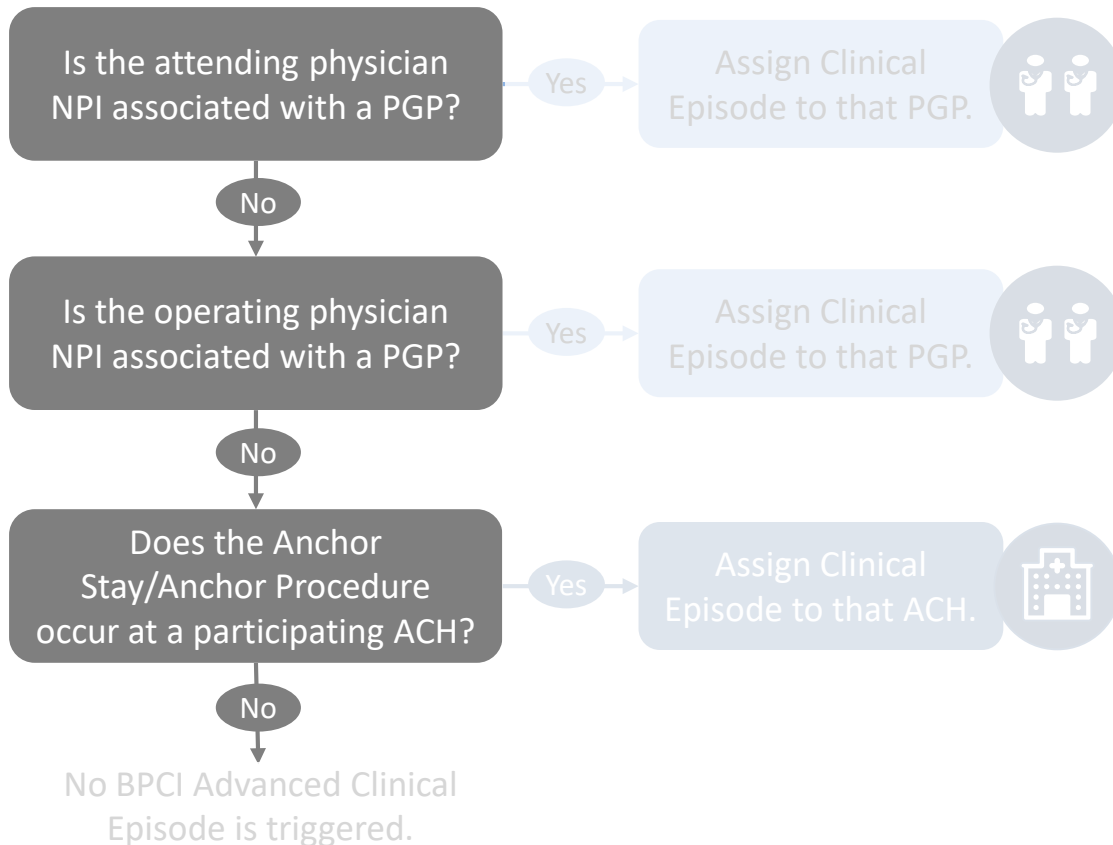 Is the attending physician
NPI associated with a PGP?
Yes
Assign Clinical
Episode to that PGP.
No
Is the operating physician
NPI associated with a PGP?
Yes
Assign Clinical
Episode to that PGP.
No
Does the Anchor
Stay/Anchor Procedure
occur at a participating ACH?
Yes
Assign Clinical
Episode to that ACH.
No
No BPCI Advanced Clinical
Episode is triggered.